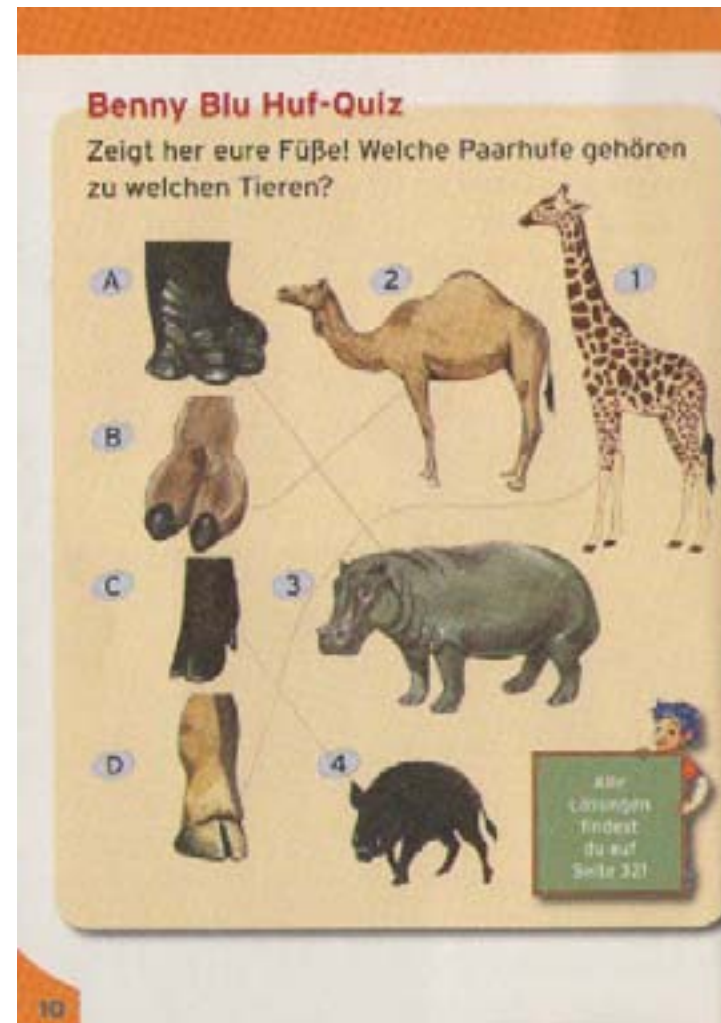 Benny Blu Huf-Quiz
Zeigt her eure Füße! Welche Paarhufe gehören
zu welchen Tieren?
A
2
1
B
C
3
D
4
Alle
Lösungen
findest
du auf
Seite 32!
10